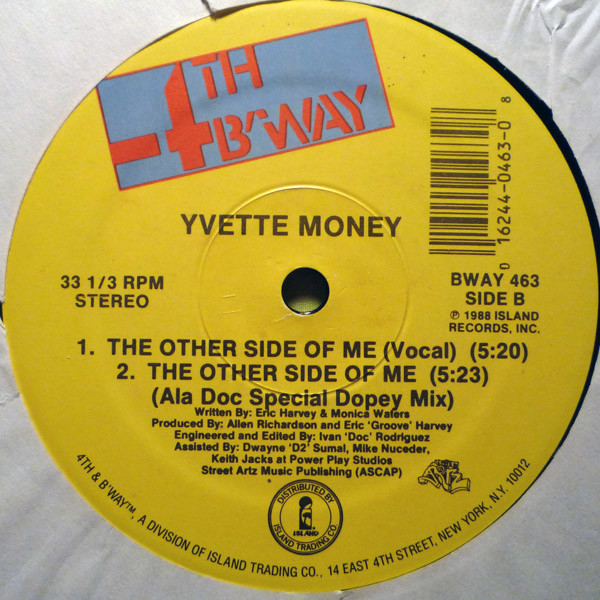 4TH
B'WAY
YVETTE MONEY
33 1/3 RPM
STEREO
0 16244-0463-0 8
BWAY 463
SIDE B
℗ 1988 ISLAND
RECORDS, INC.
1. THE OTHER SIDE OF ME (Vocal) (5:20)
2. THE OTHER SIDE OF ME (5:23)
(Ala Doc Special Dopey Mix)
Written By: Eric Harvey & Monica Waters
Produced By: Allen Richardson and Eric 'Groove' Harvey
Engineered and Edited By: Ivan 'Doc' Rodriguez
Assisted By: Dwayne 'D2' Sumal, Mike Nuceder,
Keith Jacks at Power Play Studios
Street Artz Music Publishing (ASCAP)
DISTRIBUTED BY
ISLAND
ISLAND TRADING CO.
4TH & B'WAY™, A DIVISION OF ISLAND TRADING CO., 14 EAST 4TH STREET, NEW YORK, N.Y. 10012